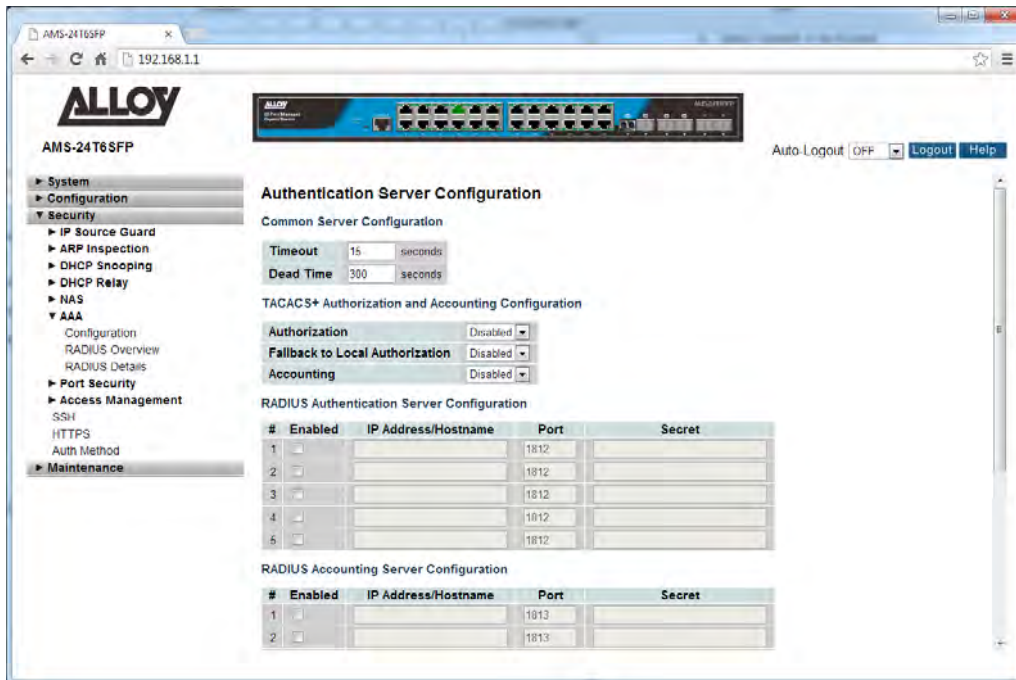 AMS-24T6SFP
192.168.1.1
ALLOY
ALLOY
AMS-24T6SFP
Auto-Logout OFF Logout Help
System
Configuration
Security
IP Source Guard
ARP Inspection
DHCP Snooping
DHCP Relay
NAS
AAA
Configuration
RADIUS Overview
RADIUS Details
Port Security
Access Management
SSH
HTTPS
Auth Method
Maintenance
Authentication Server Configuration
Common Server Configuration
Timeout 15 seconds
Dead Time 300 seconds
TACACS+ Authorization and Accounting Configuration
Authorization Disabled
Fallback to Local Authorization Disabled
Accounting Disabled
RADIUS Authentication Server Configuration
# Enabled IP Address/Hostname Port Secret
1 1812
2 1812
3 1812
4 1812
5 1812
RADIUS Accounting Server Configuration
# Enabled IP Address/Hostname Port Secret
1 1813
2 1813